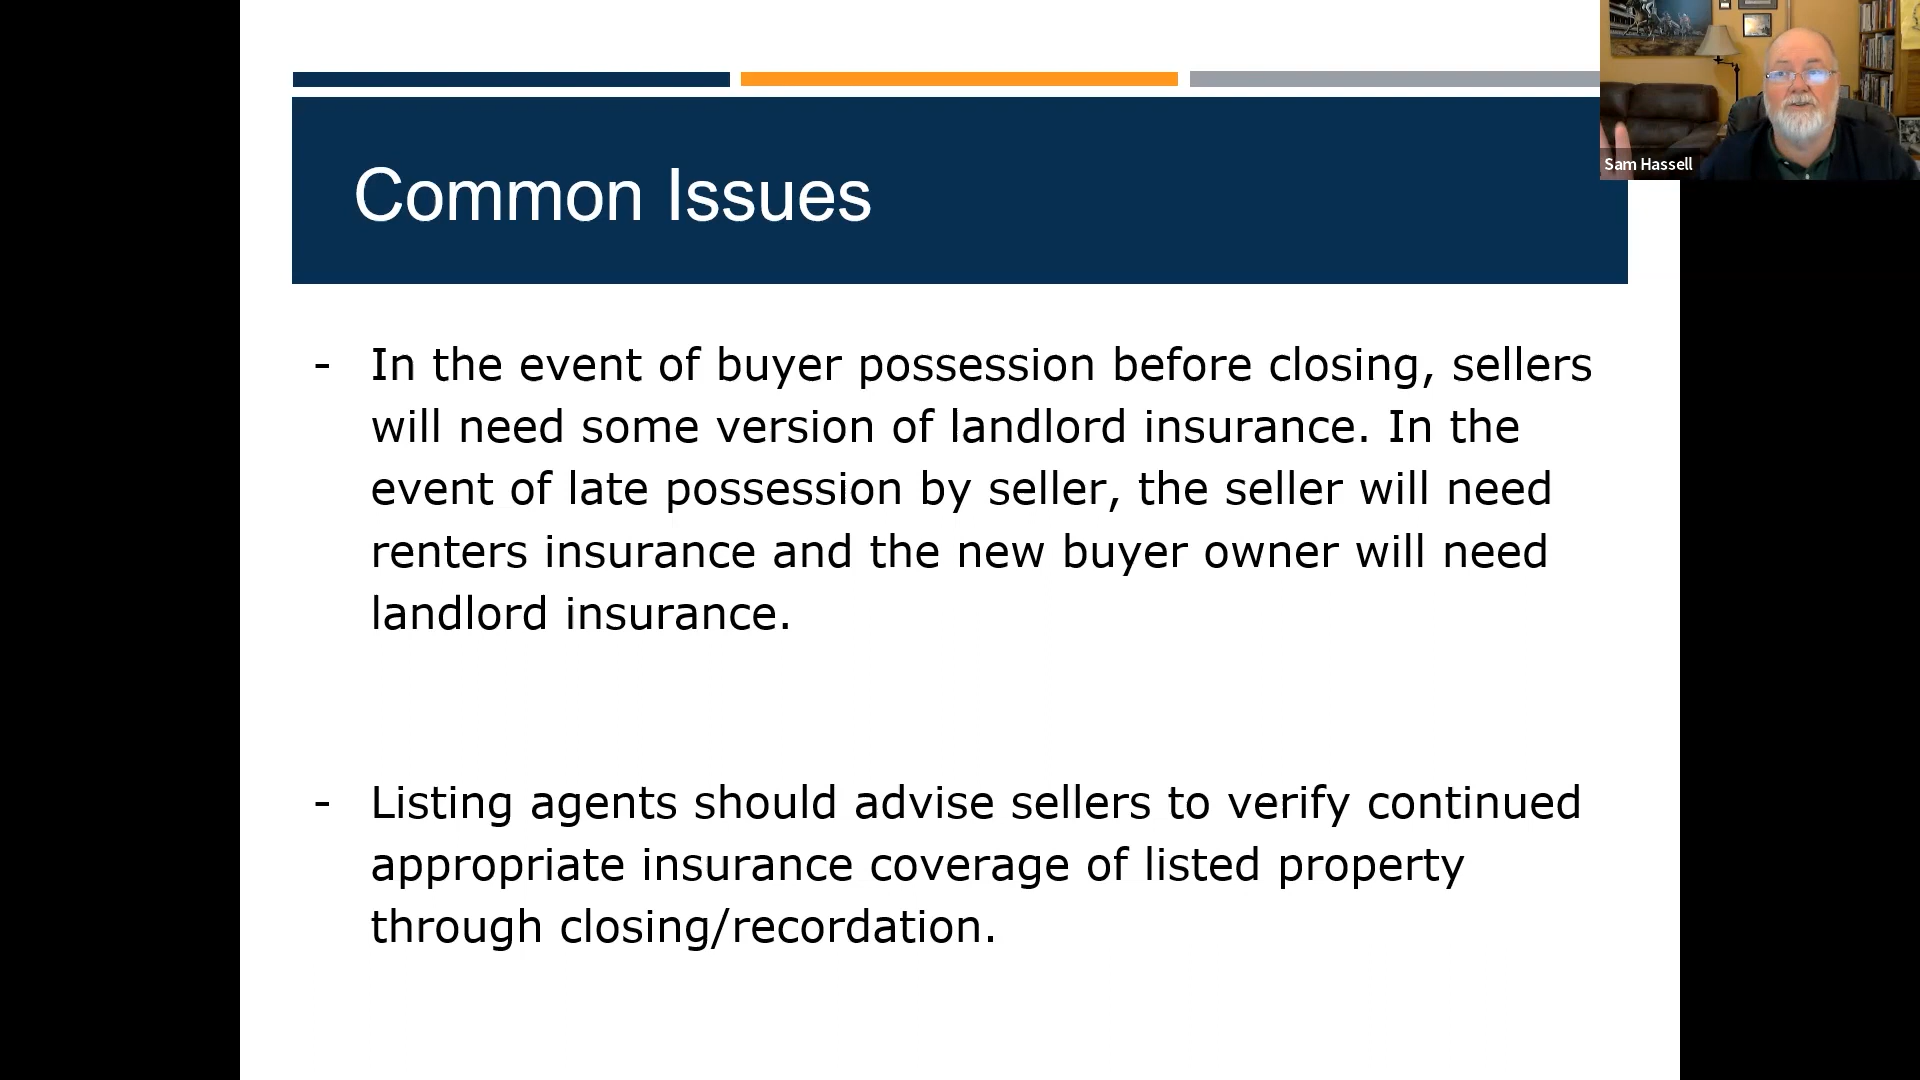 Common Issues
Sam Hassell
- In the event of buyer possession before closing, sellers
will need some version of landlord insurance. In the
event of late possession by seller, the seller will need
renters insurance and the new buyer owner will need
landlord insurance.
- Listing agents should advise sellers to verify continued
appropriate insurance coverage of listed property
through closing/recordation.